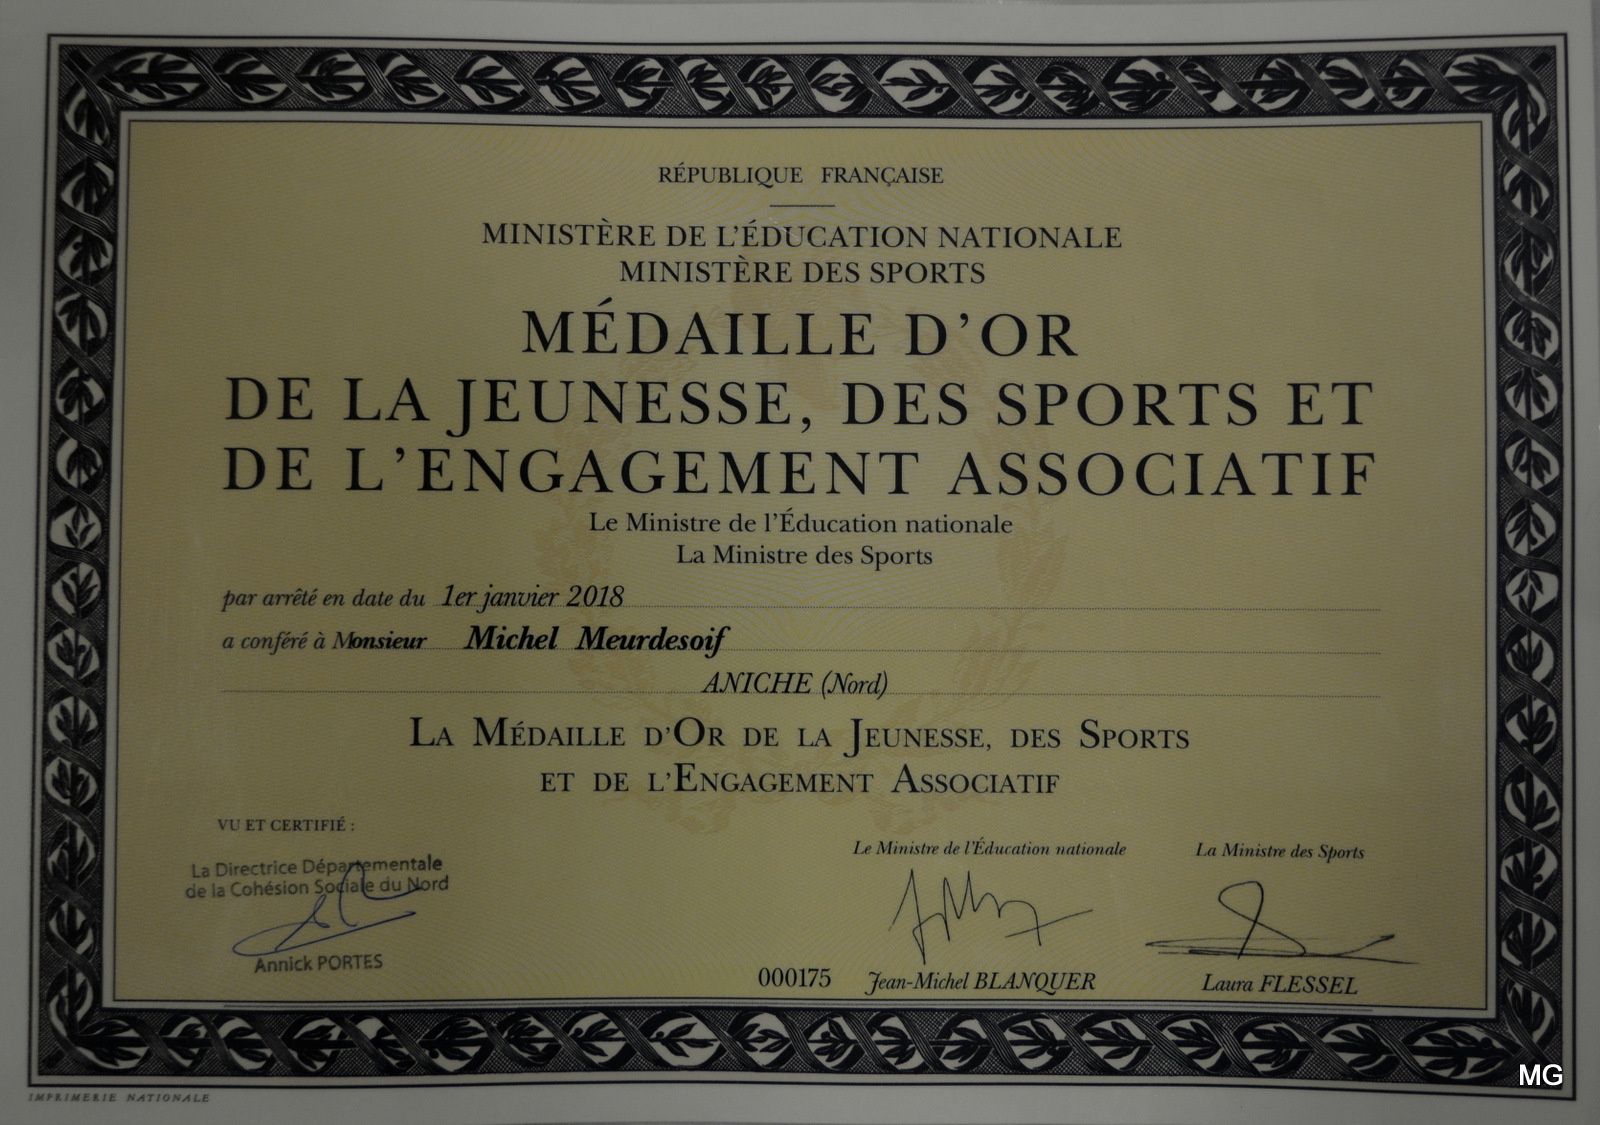 RÉPUBLIQUE FRANÇAISE
MINISTÈRE DE L'ÉDUCATION NATIONALE
MINISTÈRE DES SPORTS
MÉDAILLE D'OR
DE LA JEUNESSE, DES SPORTS ET
DE L'ENGAGEMENT ASSOCIATIF
Le Ministre de l'Éducation nationale
La Ministre des Sports
par arrêté en date du 1er janvier 2018
a conféré à Monsieur Michel Meurdesoif
ANICHE (Nord)
LA MÉDAILLE D'OR DE LA JEUNESSE, DES SPORTS
ET DE L'ENGAGEMENT ASSOCIATIF
VU ET CERTIFIÉ :
La Directrice Départementale
de la Cohésion Sociale du Nord
Annick PORTES
Le Ministre de l'Éducation nationale
La Ministre des Sports
000175
Jean-Michel BLANQUER
Laura FLESSEL
IMPRIMERIE NATIONALE
MG